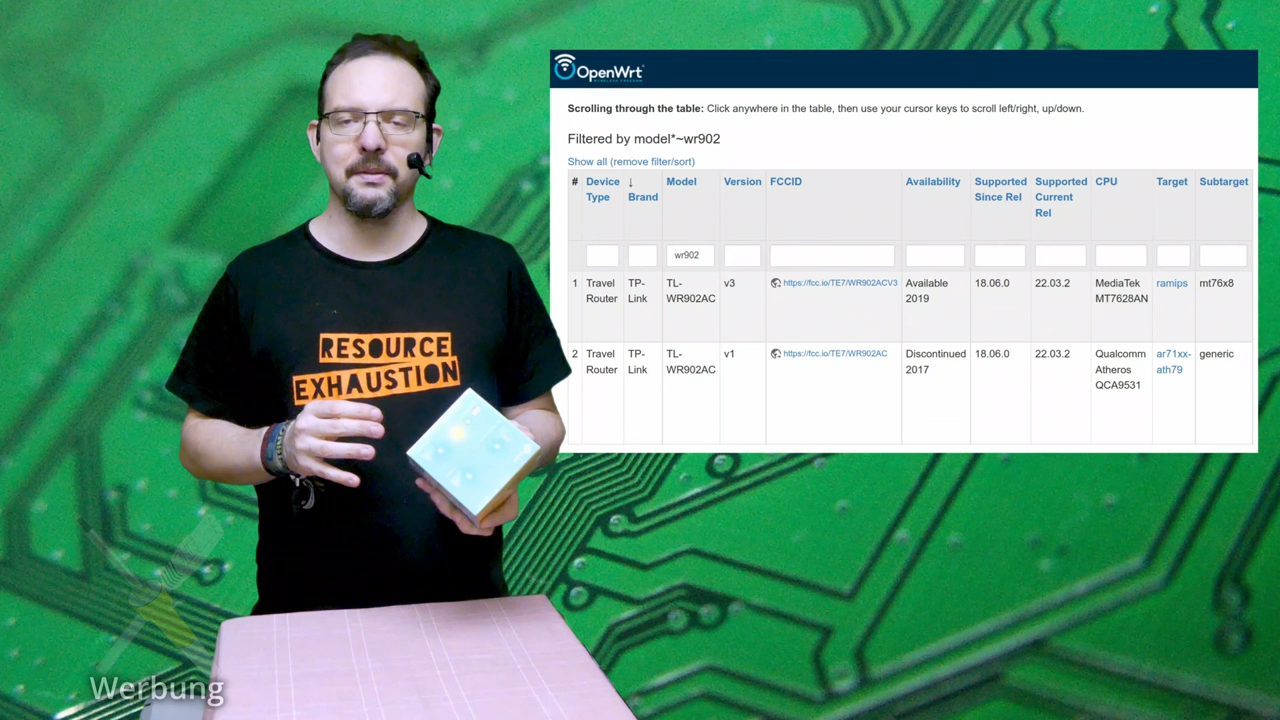 OpenWrt
Scrolling through the table: Click anywhere in the table, then use your cursor keys to scroll left/right, up/down.
Filtered by model*~wr902
Show all (remove filter/sort)
# Device Type ↓ Brand Model Version FCCID Availability Supported Since Rel Supported Current Rel CPU Target Subtarget
wr902
1 Travel Router TP-Link TL-WR902AC v3 https://fcc.io/TE7/WR902ACV3 Available 2019 18.06.0 22.03.2 MediaTek MT7628AN ramips mt76x8
2 Travel Router TP-Link TL-WR902AC v1 https://fcc.io/TE7/WR902AC Discontinued 2017 18.06.0 22.03.2 Qualcomm Atheros QCA9531 ar71xx-ath79 generic
RESOURCE
EXHAUSTION
Werbung